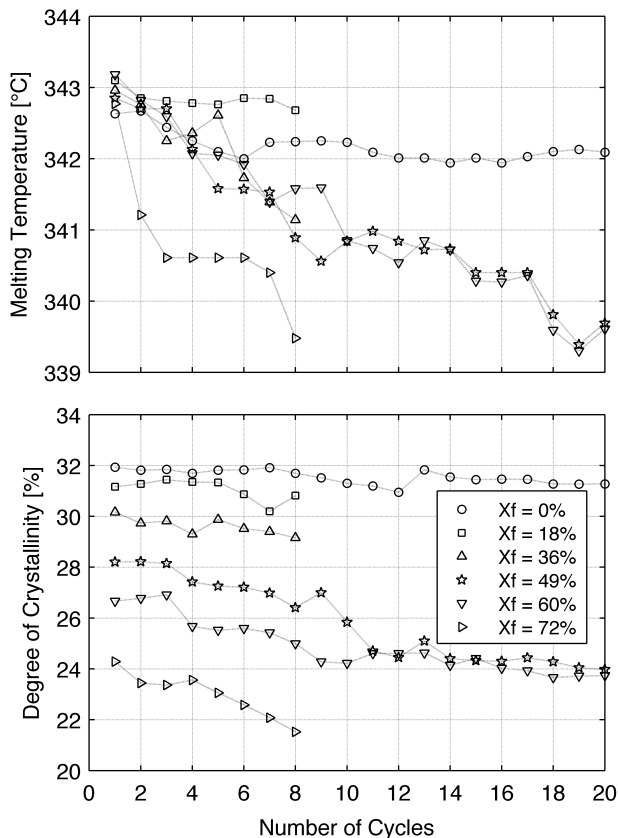 344
343
342
341
340
339
Melting Temperature [°C]
34
32
30
28
26
24
22
20
Degree of Crystallinity [%]
Xf = 0%
Xf = 18%
Xf = 36%
Xf = 49%
Xf = 60%
Xf = 72%
0 2 4 6 8 10 12 14 16 18 20
Number of Cycles